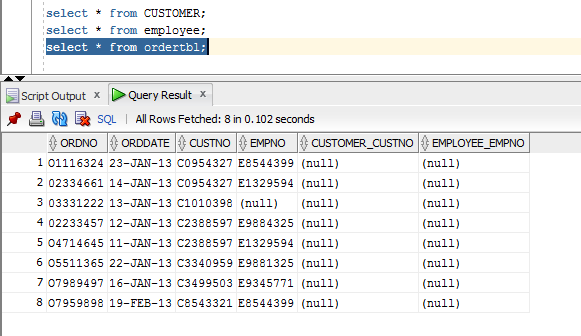 select * from CUSTOMER;
select * from employee;
select * from ordertbl;
Script Output x Query Result x
SQL | All Rows Fetched: 8 in 0.102 seconds
ORDNO ORDDATE CUSTNO EMPNO CUSTOMER_CUSTNO EMPLOYEE_EMPNO
1 O1116324 23-JAN-13 C0954327 E8544399 (null) (null)
2 O2334661 14-JAN-13 C0954327 E1329594 (null) (null)
3 O3331222 13-JAN-13 C1010398 (null) (null) (null)
4 O2233457 12-JAN-13 C2388597 E9884325 (null) (null)
5 O4714645 11-JAN-13 C2388597 E1329594 (null) (null)
6 O5511365 22-JAN-13 C3340959 E9881325 (null) (null)
7 O7989497 16-JAN-13 C3499503 E9345771 (null) (null)
8 O7959898 19-FEB-13 C8543321 E8544399 (null) (null)